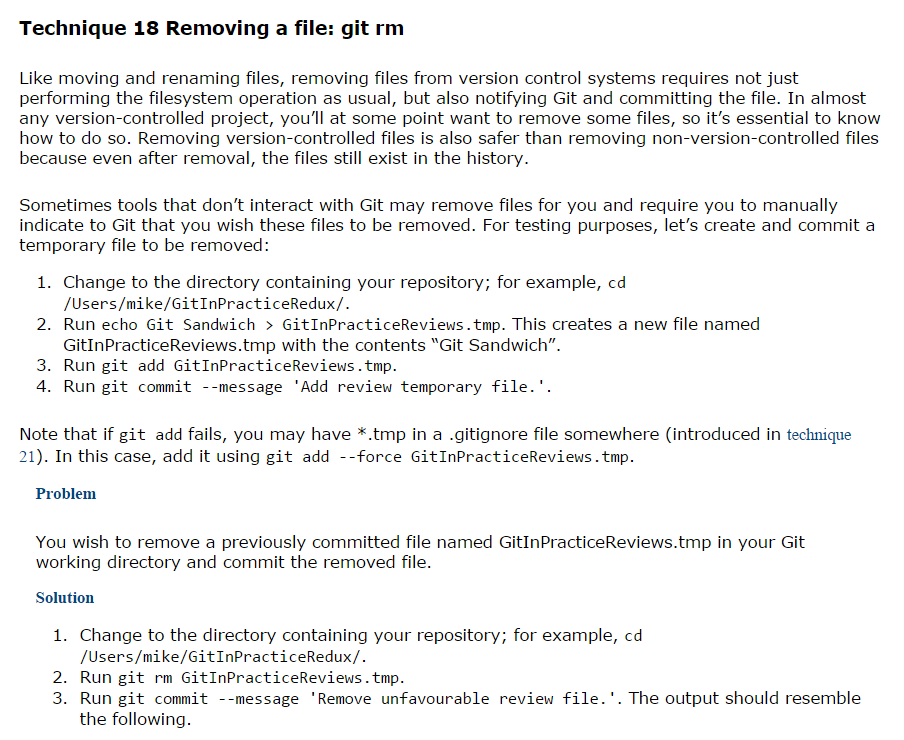 Technique 18 Removing a file: git rm
Like moving and renaming files, removing files from version control systems requires not just
performing the filesystem operation as usual, but also notifying Git and committing the file. In almost
any version-controlled project, you’ll at some point want to remove some files, so it’s essential to know
how to do so. Removing version-controlled files is also safer than removing non-version-controlled files
because even after removal, the files still exist in the history.
Sometimes tools that don’t interact with Git may remove files for you and require you to manually
indicate to Git that you wish these files to be removed. For testing purposes, let’s create and commit a
temporary file to be removed:
1. Change to the directory containing your repository; for example, cd
/Users/mike/GitInPracticeRedux/.
2. Run echo Git Sandwich > GitInPracticeReviews.tmp. This creates a new file named
GitInPracticeReviews.tmp with the contents “Git Sandwich”.
3. Run git add GitInPracticeReviews.tmp.
4. Run git commit --message 'Add review temporary file.'.
Note that if git add fails, you may have *.tmp in a .gitignore file somewhere (introduced in technique
21). In this case, add it using git add --force GitInPracticeReviews.tmp.
Problem
You wish to remove a previously committed file named GitInPracticeReviews.tmp in your Git
working directory and commit the removed file.
Solution
1. Change to the directory containing your repository; for example, cd
/Users/mike/GitInPracticeRedux/.
2. Run git rm GitInPracticeReviews.tmp.
3. Run git commit --message 'Remove unfavourable review file.'. The output should resemble
the following.